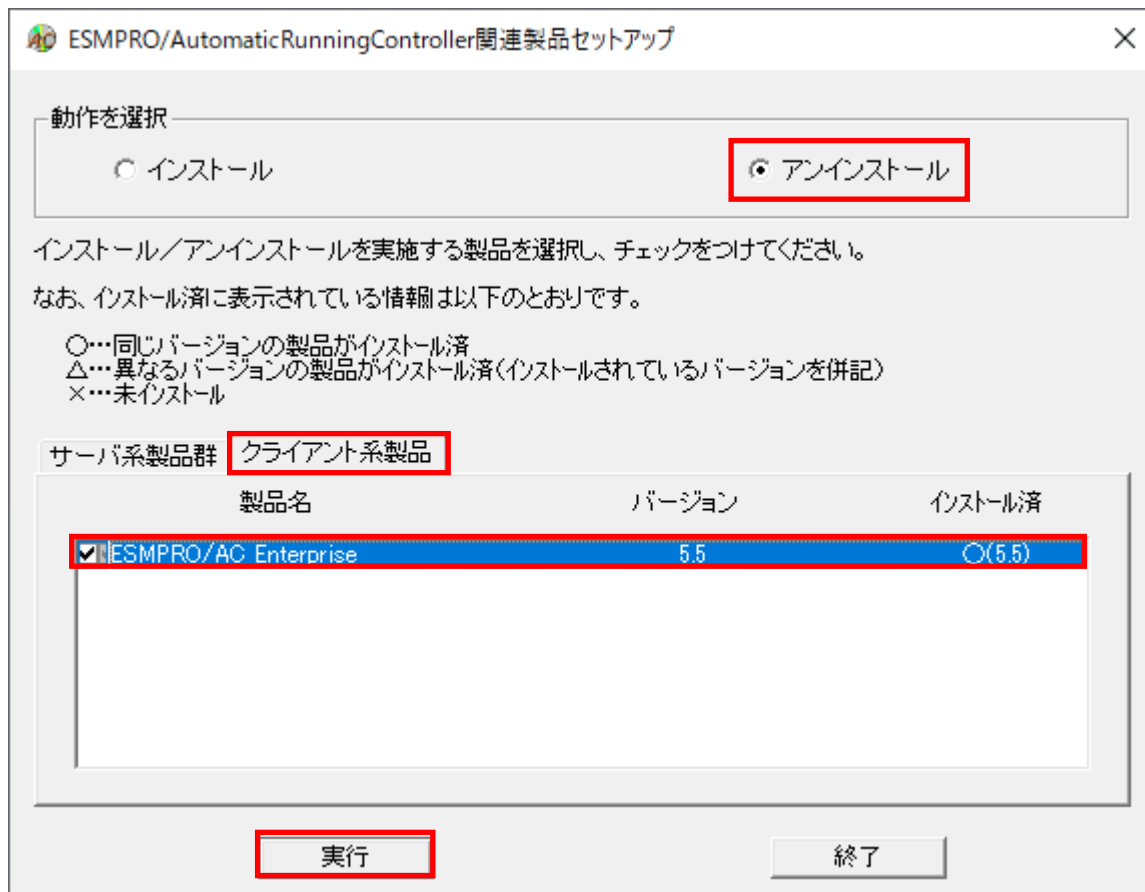 ESMPRO/AutomaticRunningController関連製品セットアップ
動作を選択
インストール アンインストール
インストール／アンインストールを実施する製品を選択し、チェックをつけてください。
なお、インストール済に表示されている情報は以下のとおりです。
○…同じバージョンの製品がインストール済
△…異なるバージョンの製品がインストール済(インストールされているバージョンを併記)
×…未インストール
サーバ系製品群 クライアント系製品
製品名 バージョン インストール済
ESMPRO/AC Enterprise 5.5 ○(5.5)
実行 終了